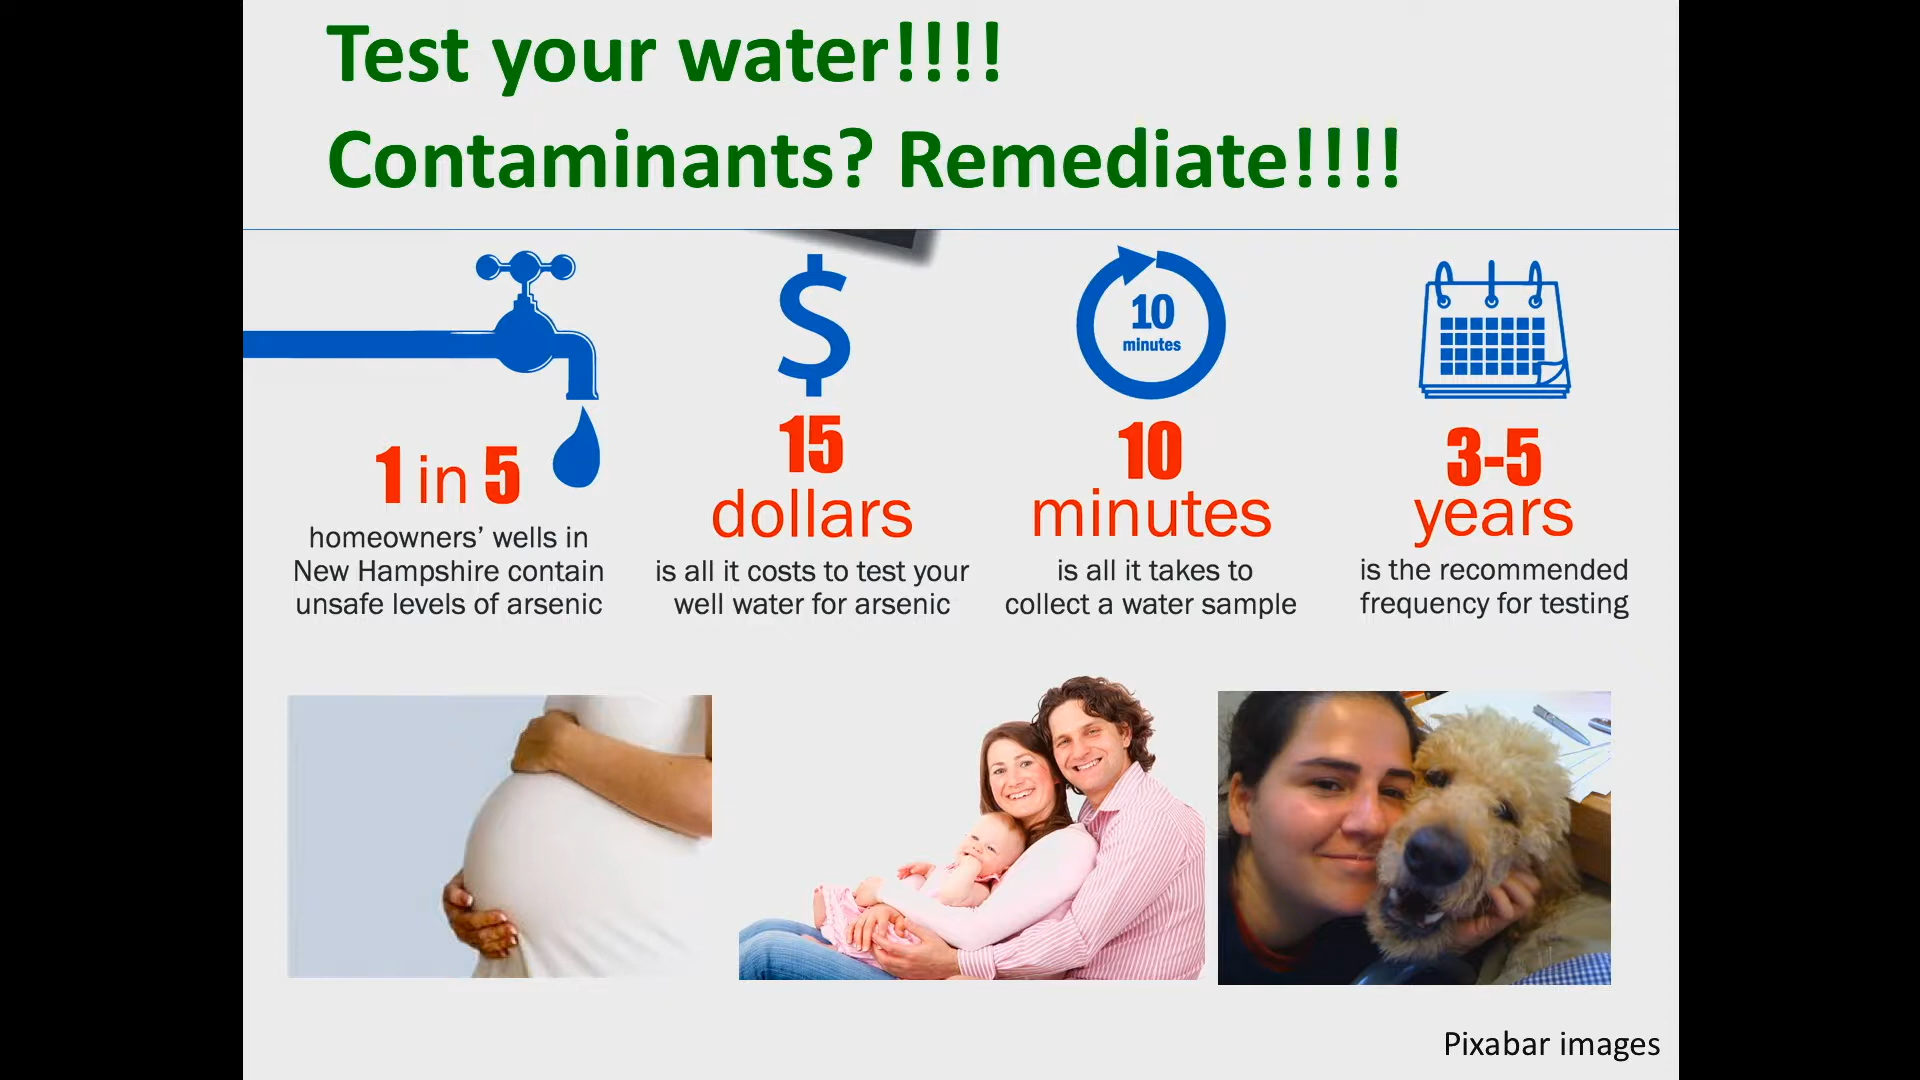 Test your water!!!!
Contaminants? Remediate!!!!
10
minutes
1 in 5
homeowners’ wells in
New Hampshire contain
unsafe levels of arsenic
15
dollars
is all it costs to test your
well water for arsenic
10
minutes
is all it takes to
collect a water sample
3-5
years
is the recommended
frequency for testing
Pixabar images